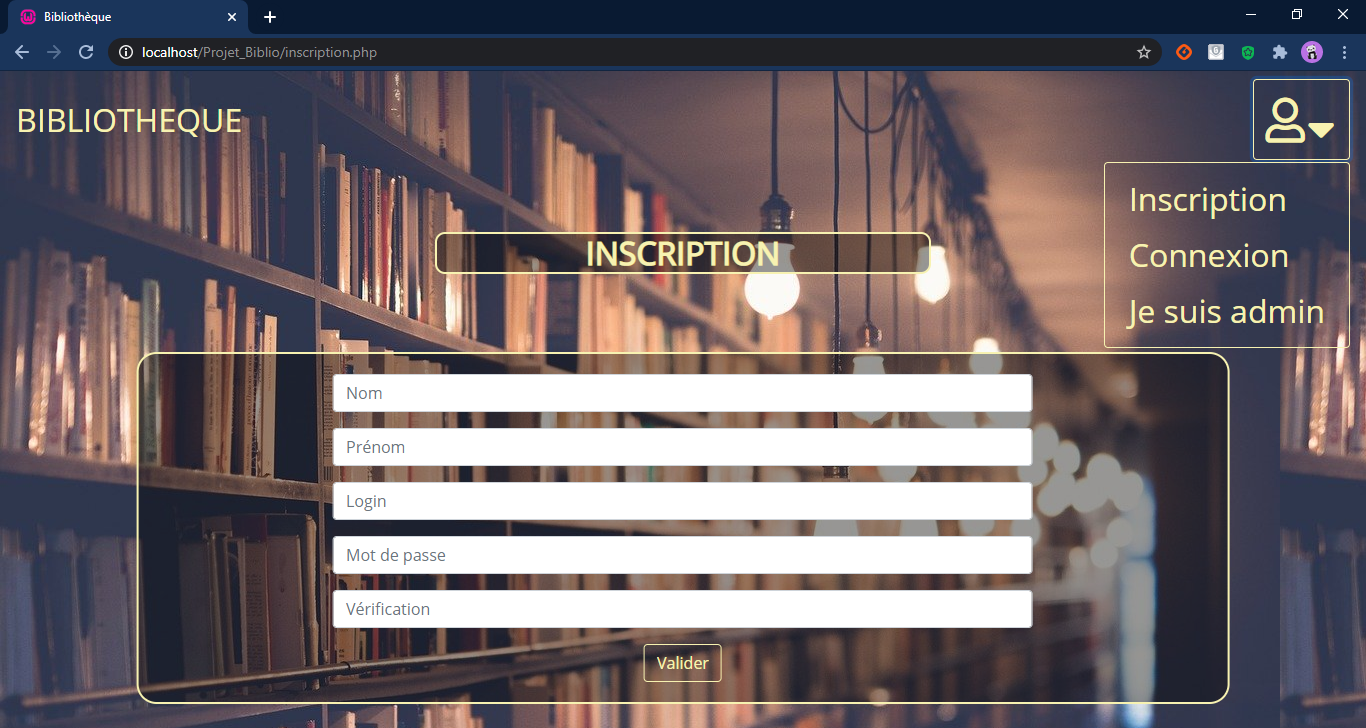 Bibliothèque
localhost/Projet_Biblio/inscription.php
BIBLIOTHEQUE
Inscription
Connexion
Je suis admin
INSCRIPTION
Nom
Prénom
Login
Mot de passe
Vérification
Valider